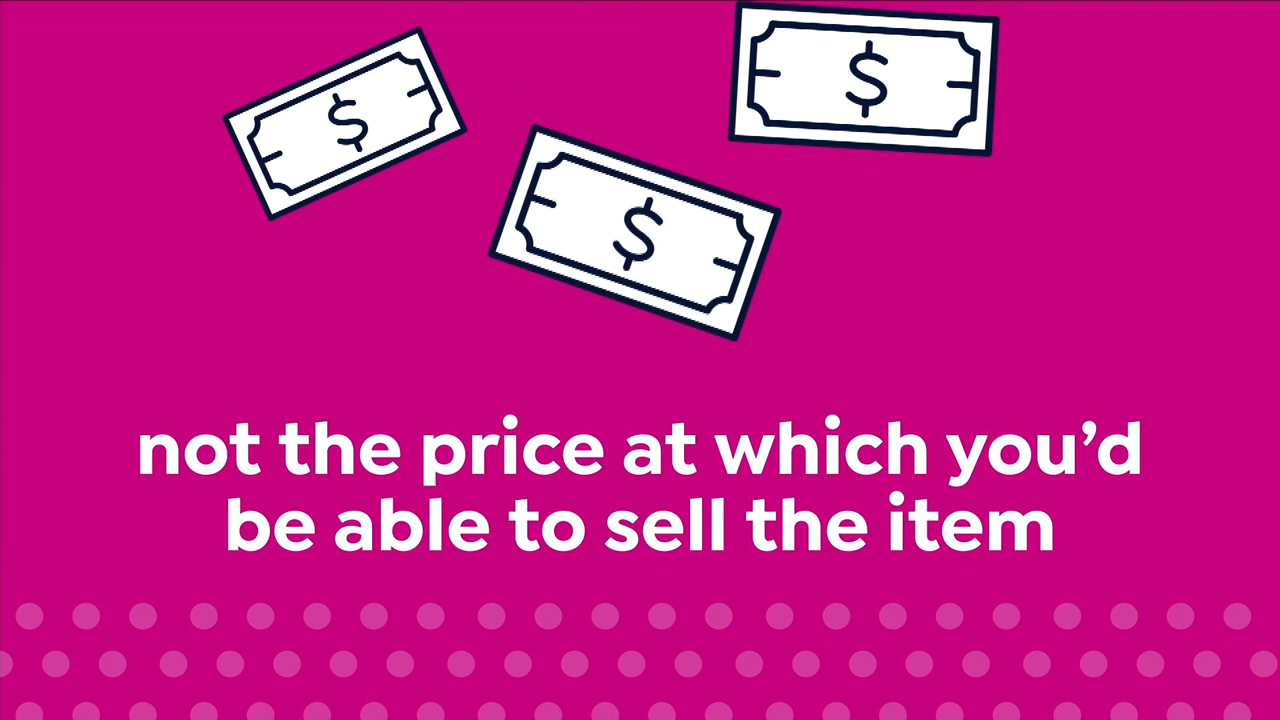 $
$
$
not the price at which you’d
be able to sell the item